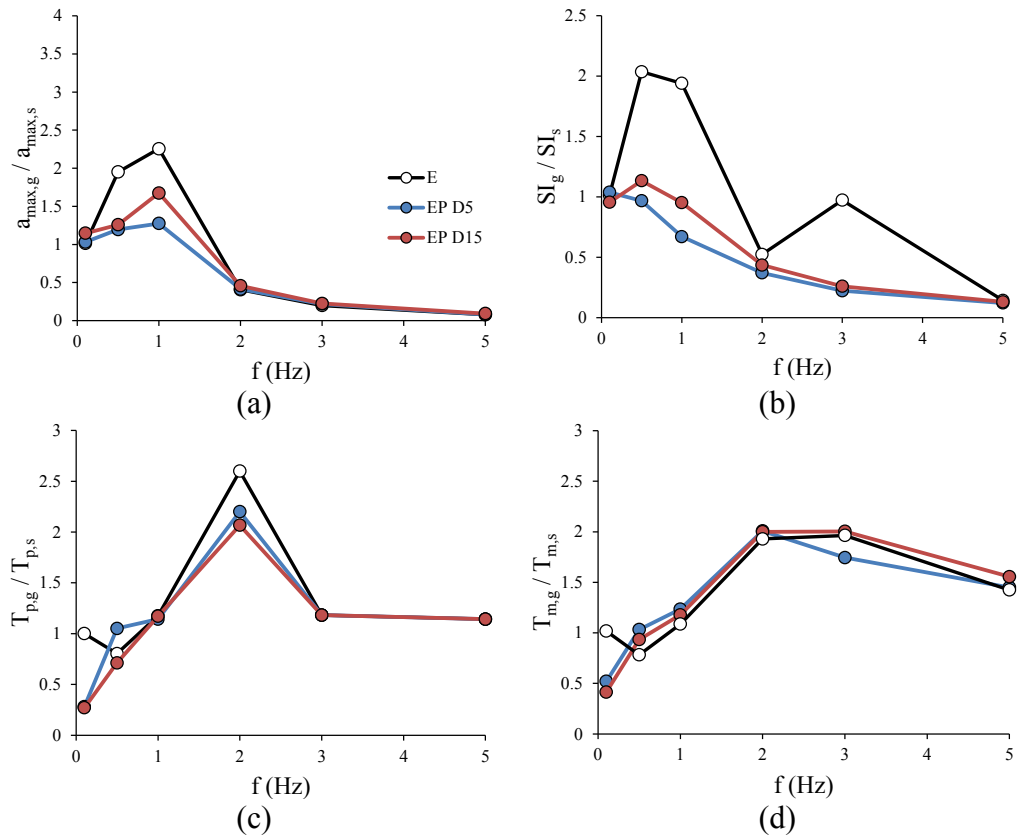 4
3.5
3
2.5
2
1.5
1
0.5
0
a_max,g / a_max,s
E
EP D5
EP D15
0 1 2 3 4 5
f (Hz)
(a)
2.5
2
1.5
1
0.5
0
SI_g / SI_s
0 1 2 3 4 5
f (Hz)
(b)
3
2.5
2
1.5
1
0.5
0
T_p,g / T_p,s
0 1 2 3 4 5
f (Hz)
(c)
3
2.5
2
1.5
1
0.5
0
T_m,g / T_m,s
0 1 2 3 4 5
f (Hz)
(d)